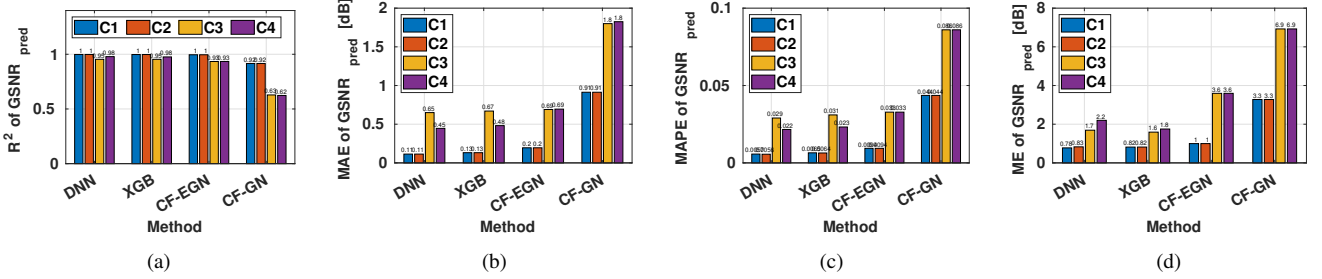 R² of GSNR pred
C1 C2 C3 C4
1
0.5
0
1 1 0.95 0.98
1 1 0.95 0.98
1 1 0.93 0.93
0.92 0.92 0.63 0.62
DNN XGB CF-EGN CF-GN
Method
(a)
MAE of GSNR pred [dB]
C1
C2
C3
C4
2
1.5
1
0.5
0
0.11 0.11 0.65 0.45
0.13 0.13 0.67 0.48
0.2 0.2 0.69 0.69
0.91 0.91 1.8 1.8
DNN XGB CF-EGN CF-GN
Method
(b)
MAPE of GSNR pred
C1
C2
C3
C4
0.1
0.05
0
0.029 0.022
0.031 0.023
0.033 0.033
0.044 0.044 0.086 0.086
DNN XGB CF-EGN CF-GN
Method
(c)
ME of GSNR pred [dB]
C1
C2
C3
C4
8
6
4
2
0
0.78 0.83 1.7 2.2
0.82 0.82 1.6 1.8
1 1 3.6 3.6
3.3 3.3 6.9 6.9
DNN XGB CF-EGN CF-GN
Method
(d)